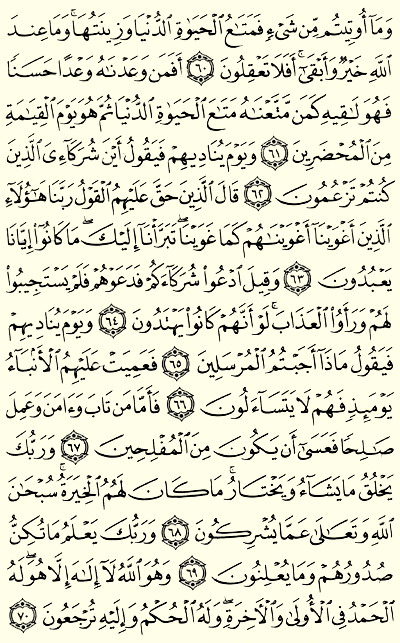 وَمَآ أُوتِيتُم مِّن شَىْءٍ فَمَتَـٰعُ ٱلْحَيَوٰةِ ٱلدُّنْيَا وَزِينَتُهَا ۚ وَمَا عِندَ
ٱللَّهِ خَيْرٌ وَأَبْقَىٰٓ ۚ أَفَلَا تَعْقِلُونَ ٦٠ أَفَمَن وَعَدْنَـٰهُ وَعْدًا حَسَنًا
فَهُوَ لَـٰقِيهِ كَمَن مَّتَّعْنَـٰهُ مَتَـٰعَ ٱلْحَيَوٰةِ ٱلدُّنْيَا ثُمَّ هُوَ يَوْمَ ٱلْقِيَـٰمَةِ
مِنَ ٱلْمُحْضَرِينَ ٦١ وَيَوْمَ يُنَادِيهِمْ فَيَقُولُ أَيْنَ شُرَكَآءِىَ ٱلَّذِينَ
كُنتُمْ تَزْعُمُونَ ٦٢ قَالَ ٱلَّذِينَ حَقَّ عَلَيْهِمُ ٱلْقَوْلُ رَبَّنَا هَـٰٓؤُلَآءِ
ٱلَّذِينَ أَغْوَيْنَآ أَغْوَيْنَـٰهُمْ كَمَا غَوَيْنَا ۖ تَبَرَّأْنَآ إِلَيْكَ ۖ مَا كَانُوٓا۟ إِيَّانَا
يَعْبُدُونَ ٦٣ وَقِيلَ ٱدْعُوا۟ شُرَكَآءَكُمْ فَدَعَوْهُمْ فَلَمْ يَسْتَجِيبُوا۟
لَهُمْ وَرَأَوُا۟ ٱلْعَذَابَ ۚ لَوْ أَنَّهُمْ كَانُوا۟ يَهْتَدُونَ ٦٤ وَيَوْمَ يُنَادِيهِمْ
فَيَقُولُ مَاذَآ أَجَبْتُمُ ٱلْمُرْسَلِينَ ٦٥ فَعَمِيَتْ عَلَيْهِمُ ٱلْأَنۢبَآءُ
يَوْمَئِذٍ فَهُمْ لَا يَتَسَآءَلُونَ ٦٦ فَأَمَّا مَن تَابَ وَءَامَنَ وَعَمِلَ
صَـٰلِحًا فَعَسَىٰٓ أَن يَكُونَ مِنَ ٱلْمُفْلِحِينَ ٦٧ وَرَبُّكَ
يَخْلُقُ مَا يَشَآءُ وَيَخْتَارُ ۗ مَا كَانَ لَهُمُ ٱلْخِيَرَةُ ۚ سُبْحَـٰنَ
ٱللَّهِ وَتَعَـٰلَىٰ عَمَّا يُشْرِكُونَ ٦٨ وَرَبُّكَ يَعْلَمُ مَا تُكِنُّ
صُدُورُهُمْ وَمَا يُعْلِنُونَ ٦٩ وَهُوَ ٱللَّهُ لَآ إِلَـٰهَ إِلَّا هُوَ ۖ لَهُ
ٱلْحَمْدُ فِى ٱلْأُولَىٰ وَٱلْـَٔاخِرَةِ ۖ وَلَهُ ٱلْحُكْمُ وَإِلَيْهِ تُرْجَعُونَ ٧٠